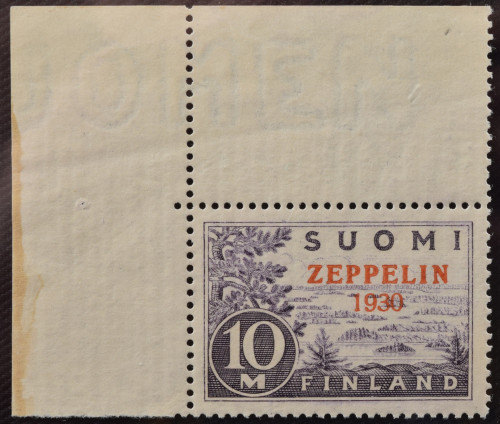 SUOMI
ZEPPELIN
1930
10
M
FINLAND